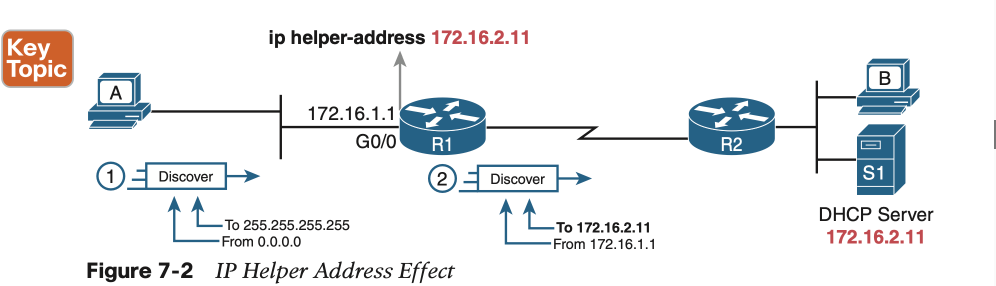 Key
Topic
ip helper-address 172.16.2.11
A
172.16.1.1
G0/0
R1
R2
B
S1
1
Discover
2
Discover
To 255.255.255.255
From 0.0.0.0
To 172.16.2.11
From 172.16.1.1
DHCP Server
172.16.2.11
Figure 7-2 IP Helper Address Effect